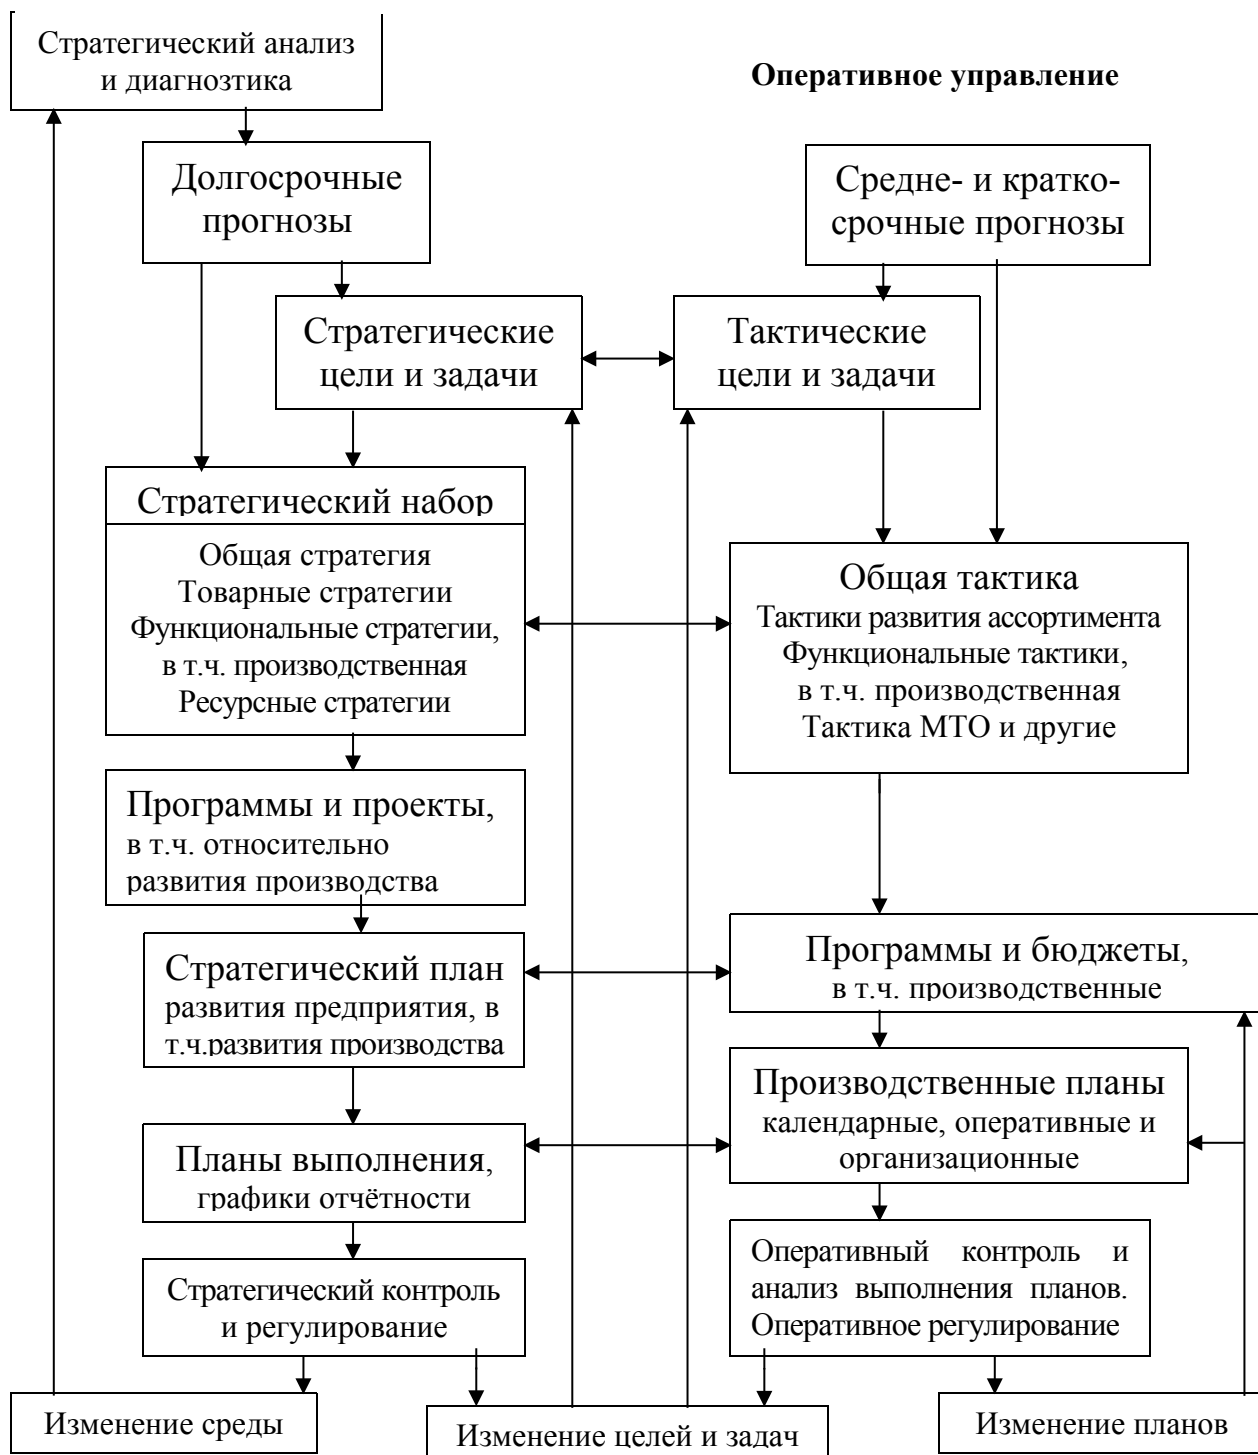 Стратегический анализ
и диагнозтика
Оперативное управление
Долгосрочные
прогнозы
Средне- и кратко-
срочные прогнозы
Стратегические
цели и задачи
Тактические
цели и задачи
Стратегический набор
Общая стратегия
Товарные стратегии
Функциональные стратегии,
в т.ч. производственная
Ресурсные стратегии
Общая тактика
Тактики развития ассортимента
Функциональные тактики,
в т.ч. производственная
Тактика МТО и другие
Программы и проекты,
в т.ч. относительно
развития производства
Стратегический план
развития предприятия, в
т.ч.развития производства
Программы и бюджеты,
в т.ч. производственные
Производственные планы
календарные, оперативные и
организационные
Планы выполнения,
графики отчётности
Стратегический контроль
и регулирование
Оперативный контроль и
анализ выполнения планов.
Оперативное регулирование
Изменение среды
Изменение целей и задач
Изменение планов